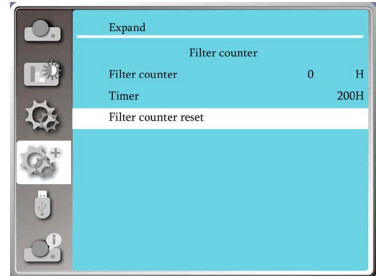 Expand
Filter counter
Filter counter 0 H
Timer 200H
Filter counter reset